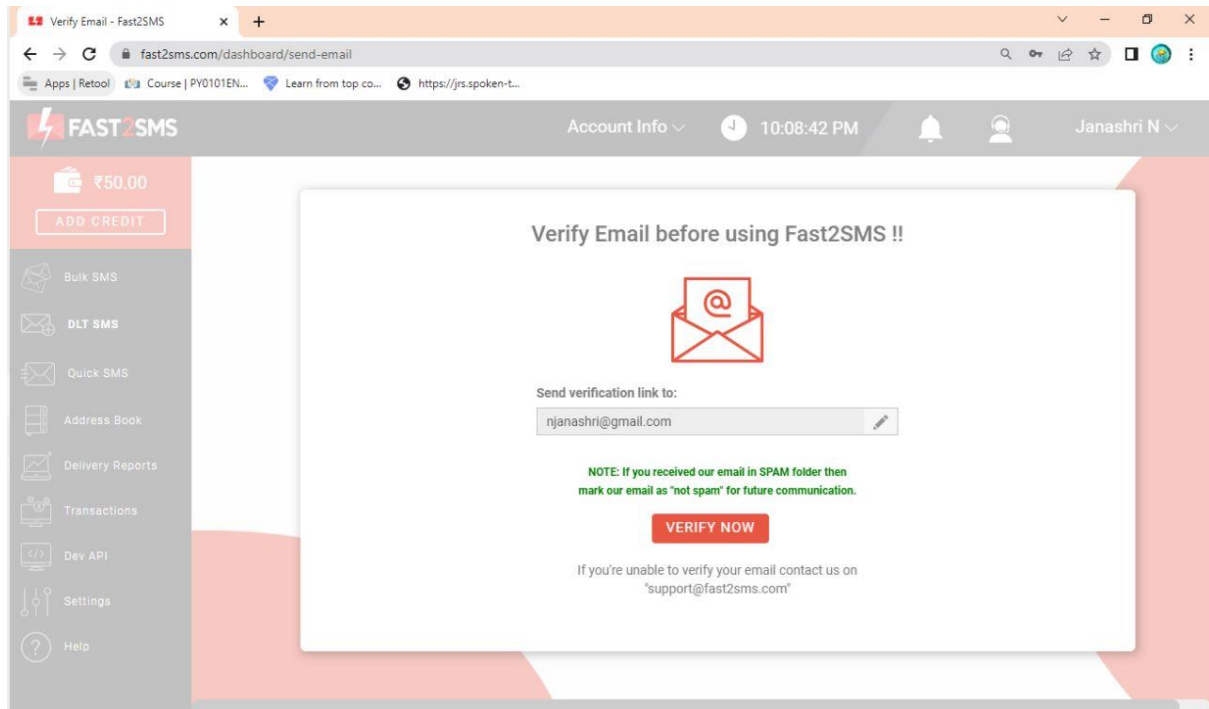 Verify Email - Fast2SMS
fast2sms.com/dashboard/send-email
Apps | Retool Course | PY0101EN... Learn from top co... https://jrs.spoken-t...
FAST2SMS Account Info 10:08:42 PM Janashri N
₹50.00
ADD CREDIT
Bulk SMS
DLT SMS
Quick SMS
Address Book
Delivery Reports
Transactions
Dev API
Settings
Help
Verify Email before using Fast2SMS !!
@
Send verification link to:
njanashri@gmail.com
NOTE: If you received our email in SPAM folder then
mark our email as "not spam" for future communication.
VERIFY NOW
If you're unable to verify your email contact us on
"support@fast2sms.com"